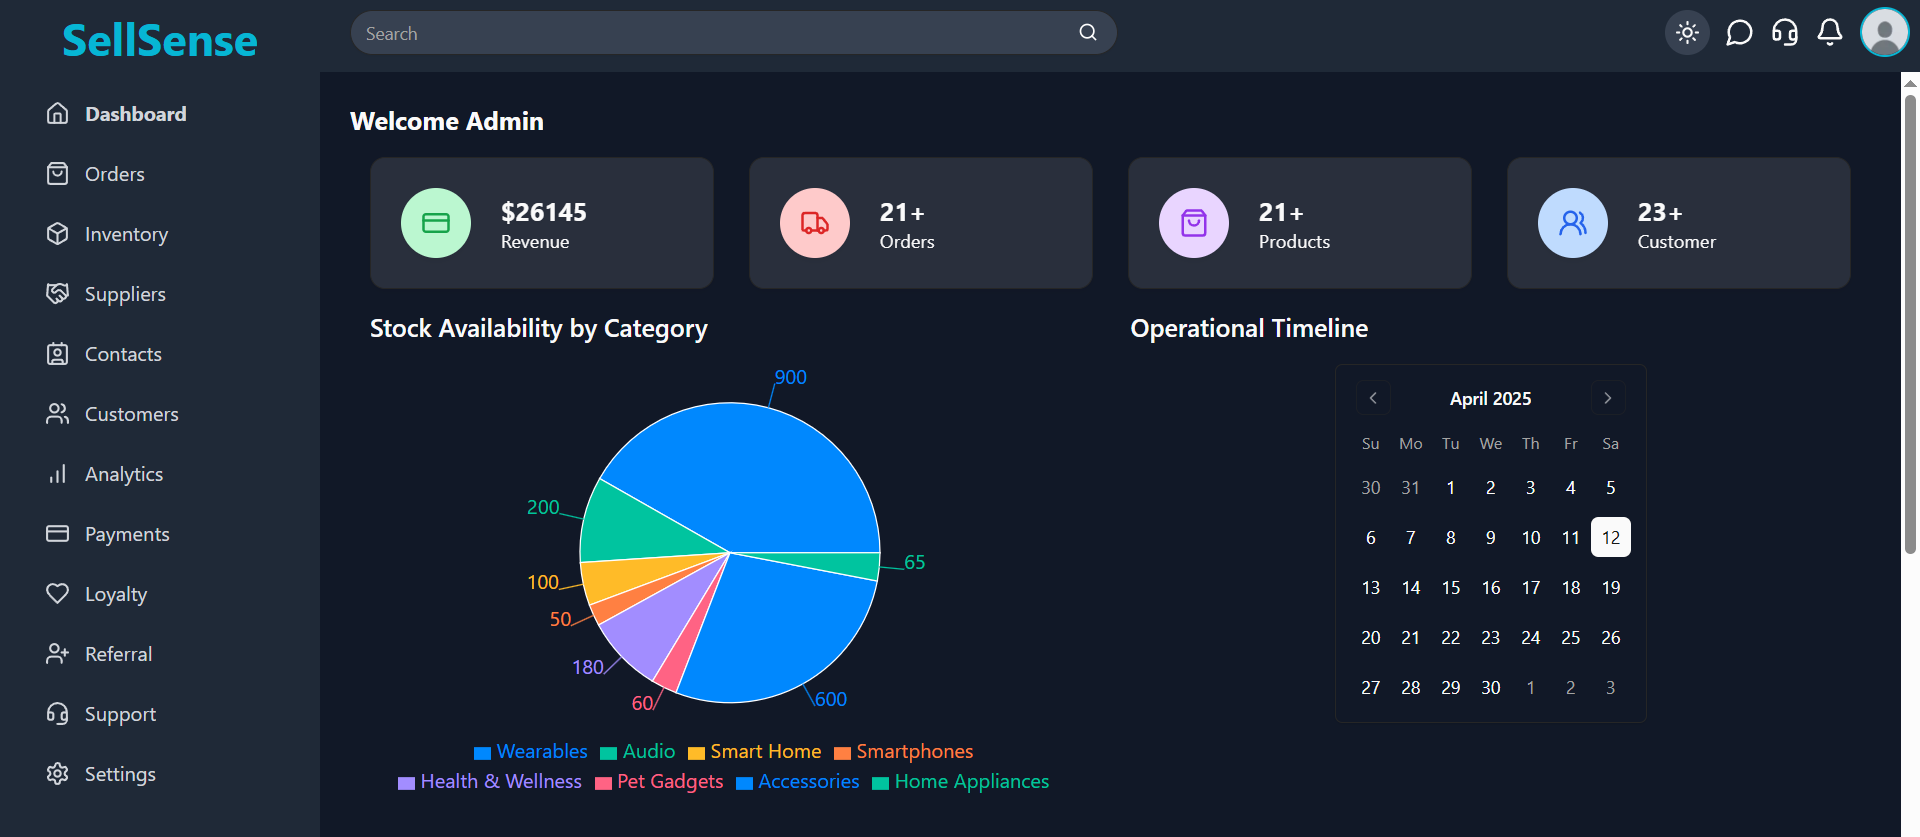 SellSense
Search
Dashboard
Orders
Inventory
Suppliers
Contacts
Customers
Analytics
Payments
Loyalty
Referral
Support
Settings
Welcome Admin
$26145
Revenue
21+
Orders
21+
Products
23+
Customer
Stock Availability by Category
900
200
100
50
180
60
600
65
Wearables Audio Smart Home Smartphones
Health & Wellness Pet Gadgets Accessories Home Appliances
Operational Timeline
April 2025
Su Mo Tu We Th Fr Sa
30 31 1 2 3 4 5
6 7 8 9 10 11 12
13 14 15 16 17 18 19
20 21 22 23 24 25 26
27 28 29 30 1 2 3